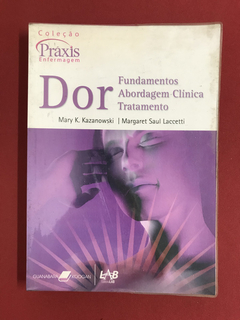 Coleção
Praxis
Enfermagem
Dor
Fundamentos
Abordagem Clínica
Tratamento
Mary K. Kazanowski | Margaret Saul Laccetti
GUANABARA KOOGAN
LAB